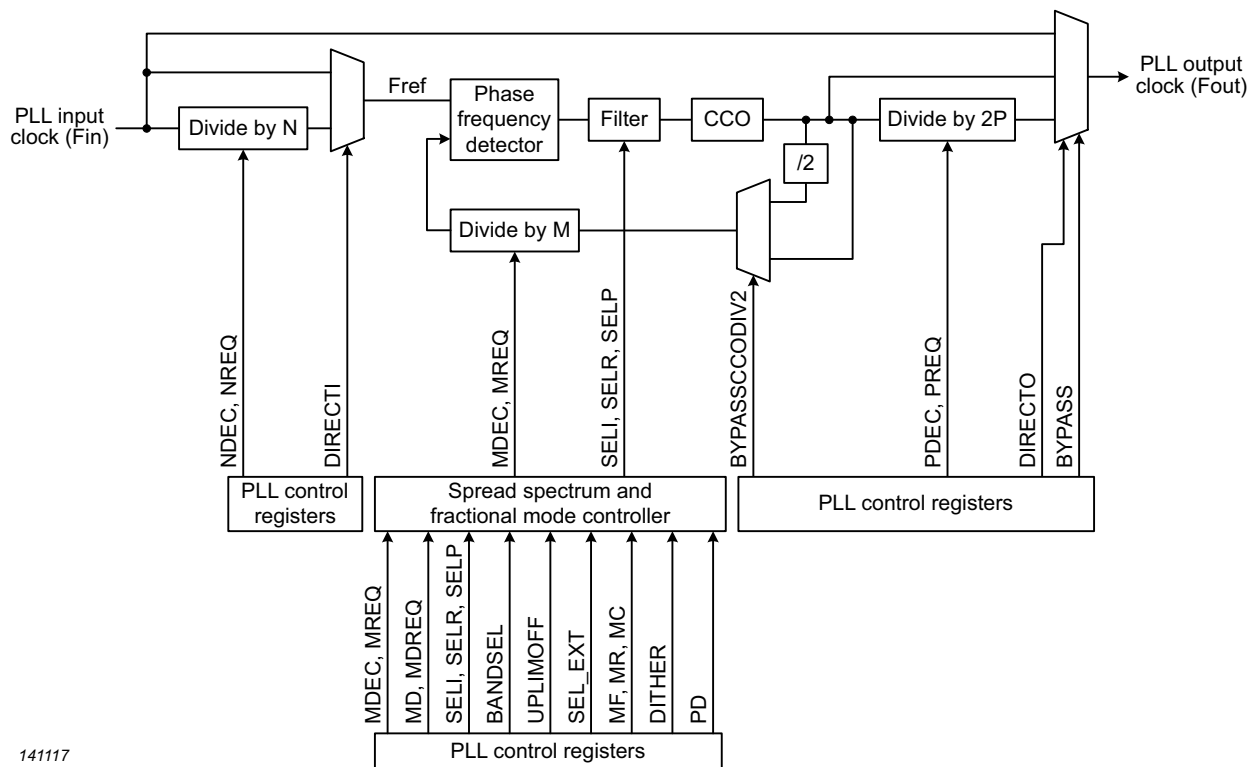 PLL output
clock (Fout)
Fref
Phase
frequency
detector
PLL input
clock (Fin)
Divide by N
Filter
CCO
Divide by 2P
/2
Divide by M
NDEC, NREQ
DIRECTI
MDEC, MREQ
SELI, SELR, SELP
BYPASSCCODIV2
PDEC, PREQ
DIRECTO
BYPASS
PLL control
registers
Spread spectrum and
fractional mode controller
PLL control registers
MDEC, MREQ
MD, MDREQ
SELI, SELR, SELP
BANDSEL
UPLIMOFF
SEL_EXT
MF, MR, MC
DITHER
PD
PLL control registers
141117